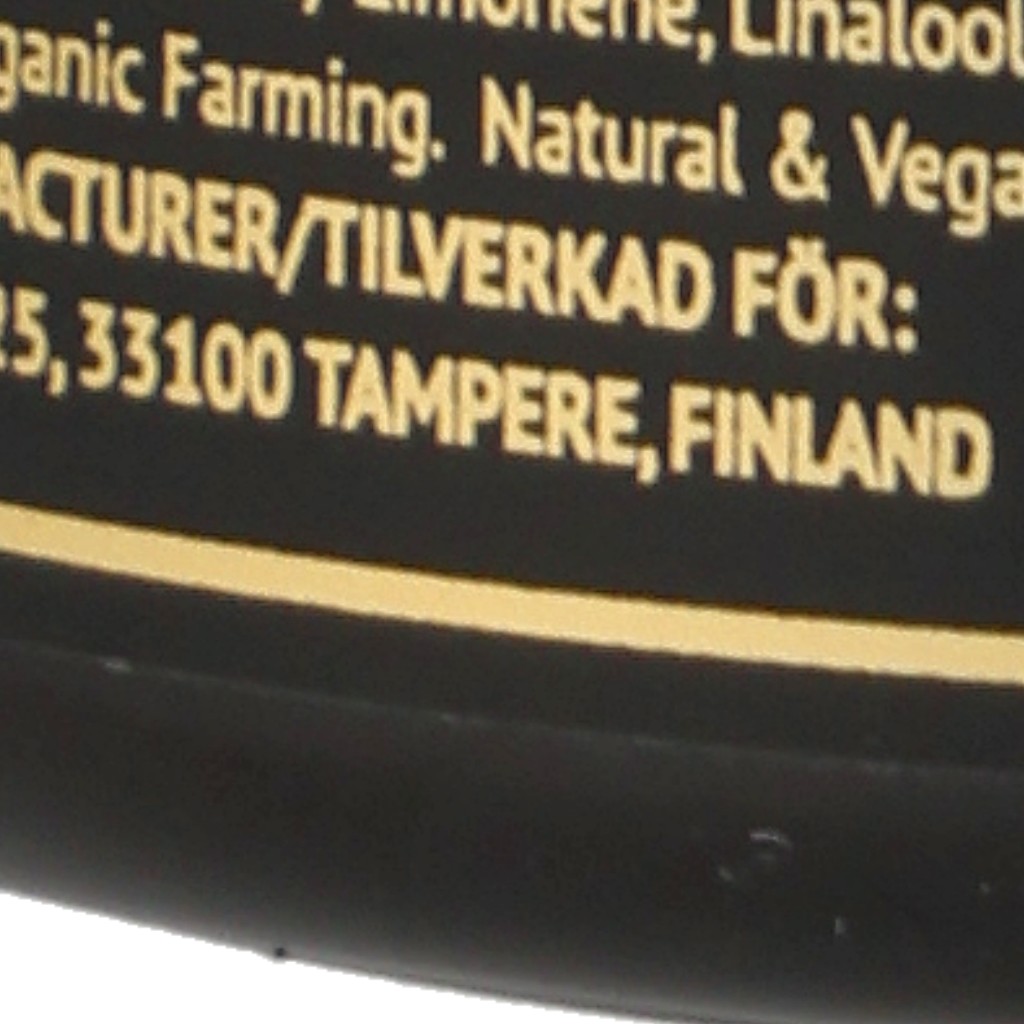 Limonene, Linalool
ganic Farming. Natural & Vega
ACTURER/TILVERKAD FÖR:
25, 33100 TAMPERE, FINLAND